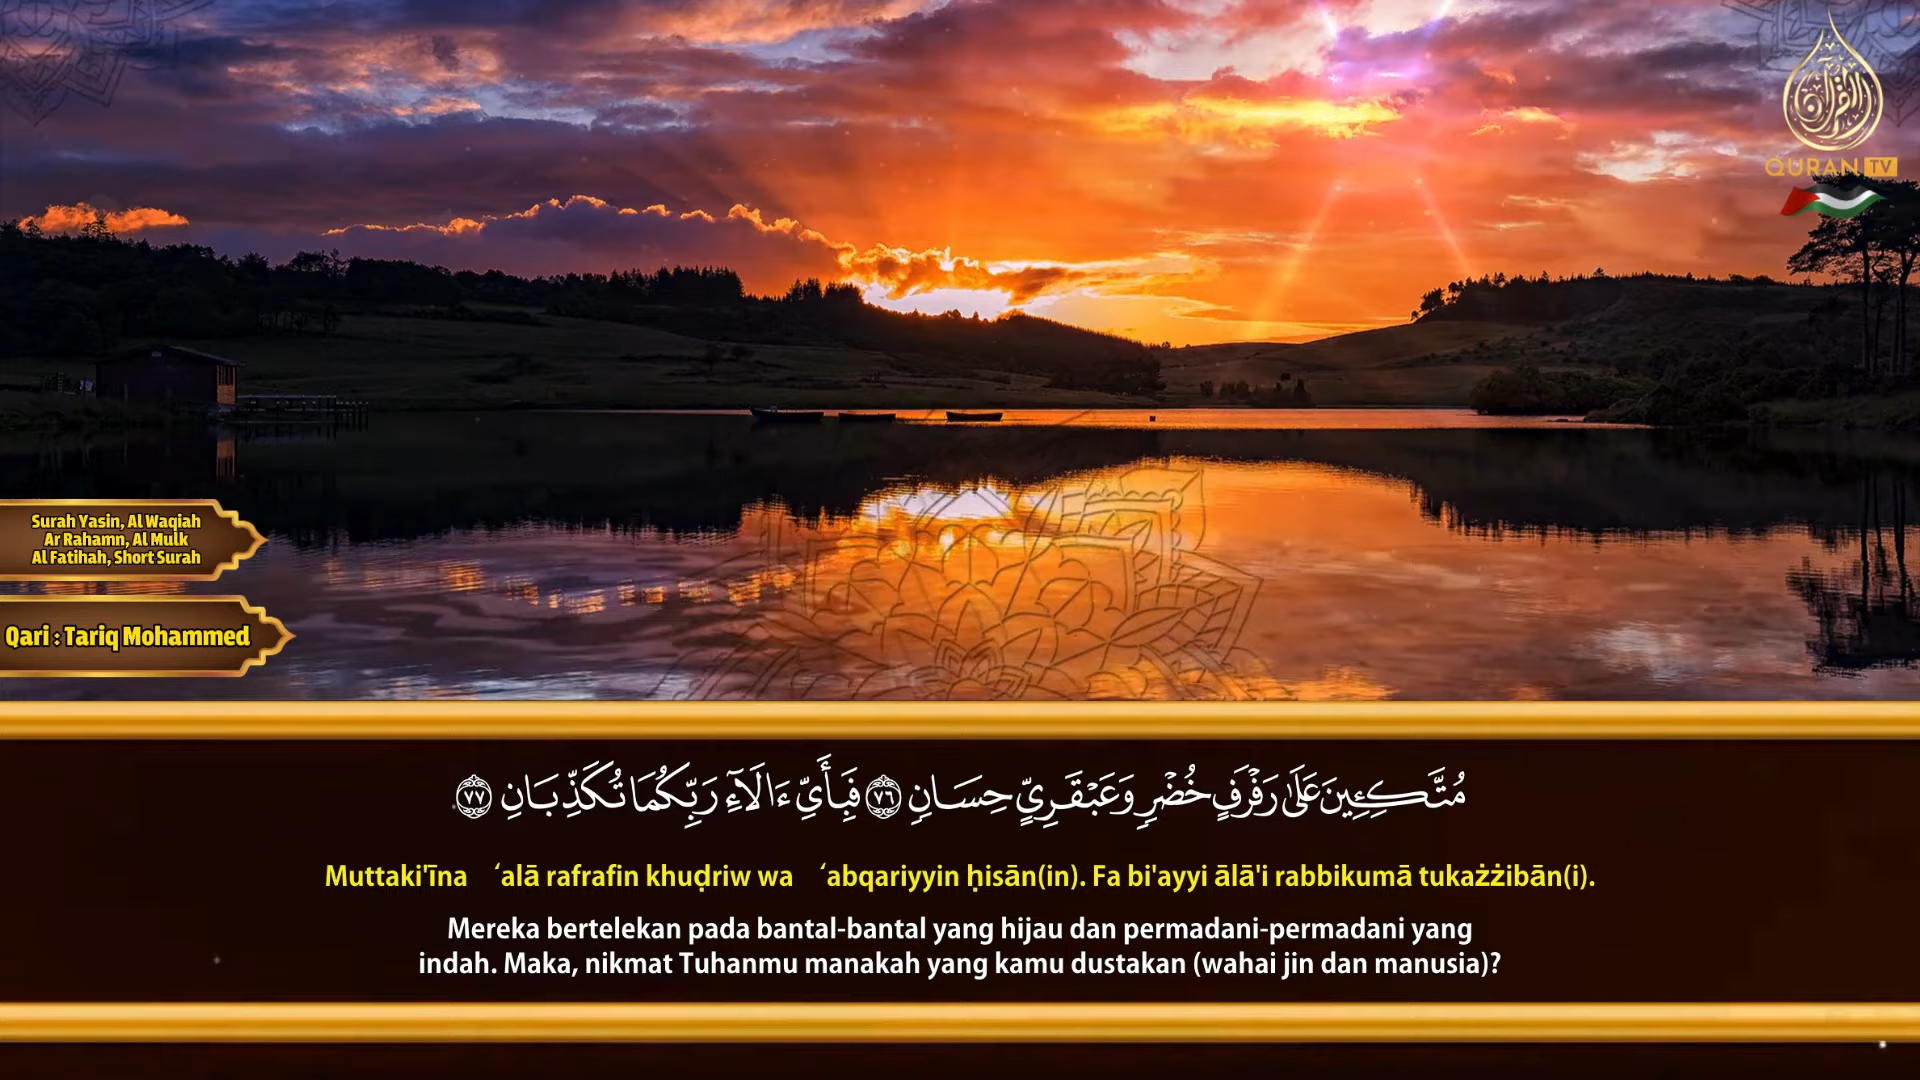 القرآن
QURAN TV
Surah Yasin, Al Waqiah
Ar Rahamn, Al Mulk
Al Fatihah, Short Surah
Qari : Tariq Mohammed
مُتَّكِـِٔينَ عَلَىٰ رَفْرَفٍ خُضْرٍ وَعَبْقَرِيٍّ حِسَانٍ ٧٦ فَبِأَيِّ ءَالَآءِ رَبِّكُمَا تُكَذِّبَانِ ٧٧
Muttaki'īna ‘alā rafrafin khuḍriw wa ‘abqariyyin ḥisān(in). Fa bi'ayyi ālā'i rabbikumā tukażżibān(i).
Mereka bertelekan pada bantal-bantal yang hijau dan permadani-permadani yang
indah. Maka, nikmat Tuhanmu manakah yang kamu dustakan (wahai jin dan manusia)?